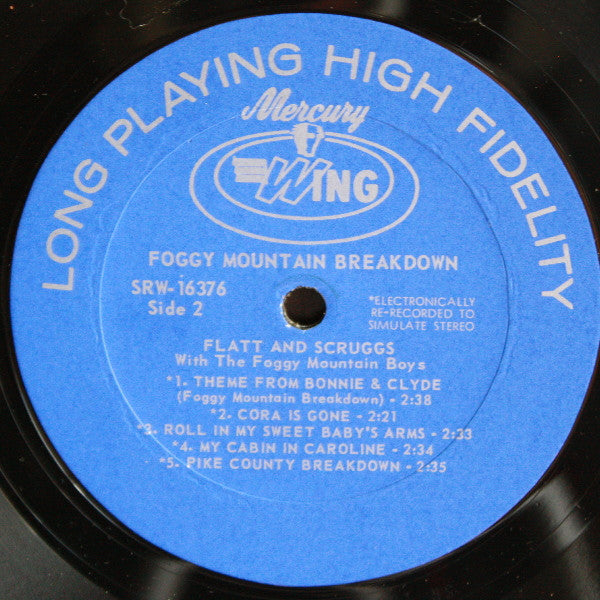 LONG PLAYING HIGH FIDELITY
Mercury
WING
FOGGY MOUNTAIN BREAKDOWN
SRW-16376
Side 2
*ELECTRONICALLY
RE-RECORDED TO
SIMULATE STEREO
FLATT AND SCRUGGS
With The Foggy Mountain Boys
*1. THEME FROM BONNIE & CLYDE
(Foggy Mountain Breakdown) - 2:38
*2. CORA IS GONE - 2:21
*3. ROLL IN MY SWEET BABY'S ARMS - 2:33
*4. MY CABIN IN CAROLINE - 2:34
*5. PIKE COUNTY BREAKDOWN - 2:35